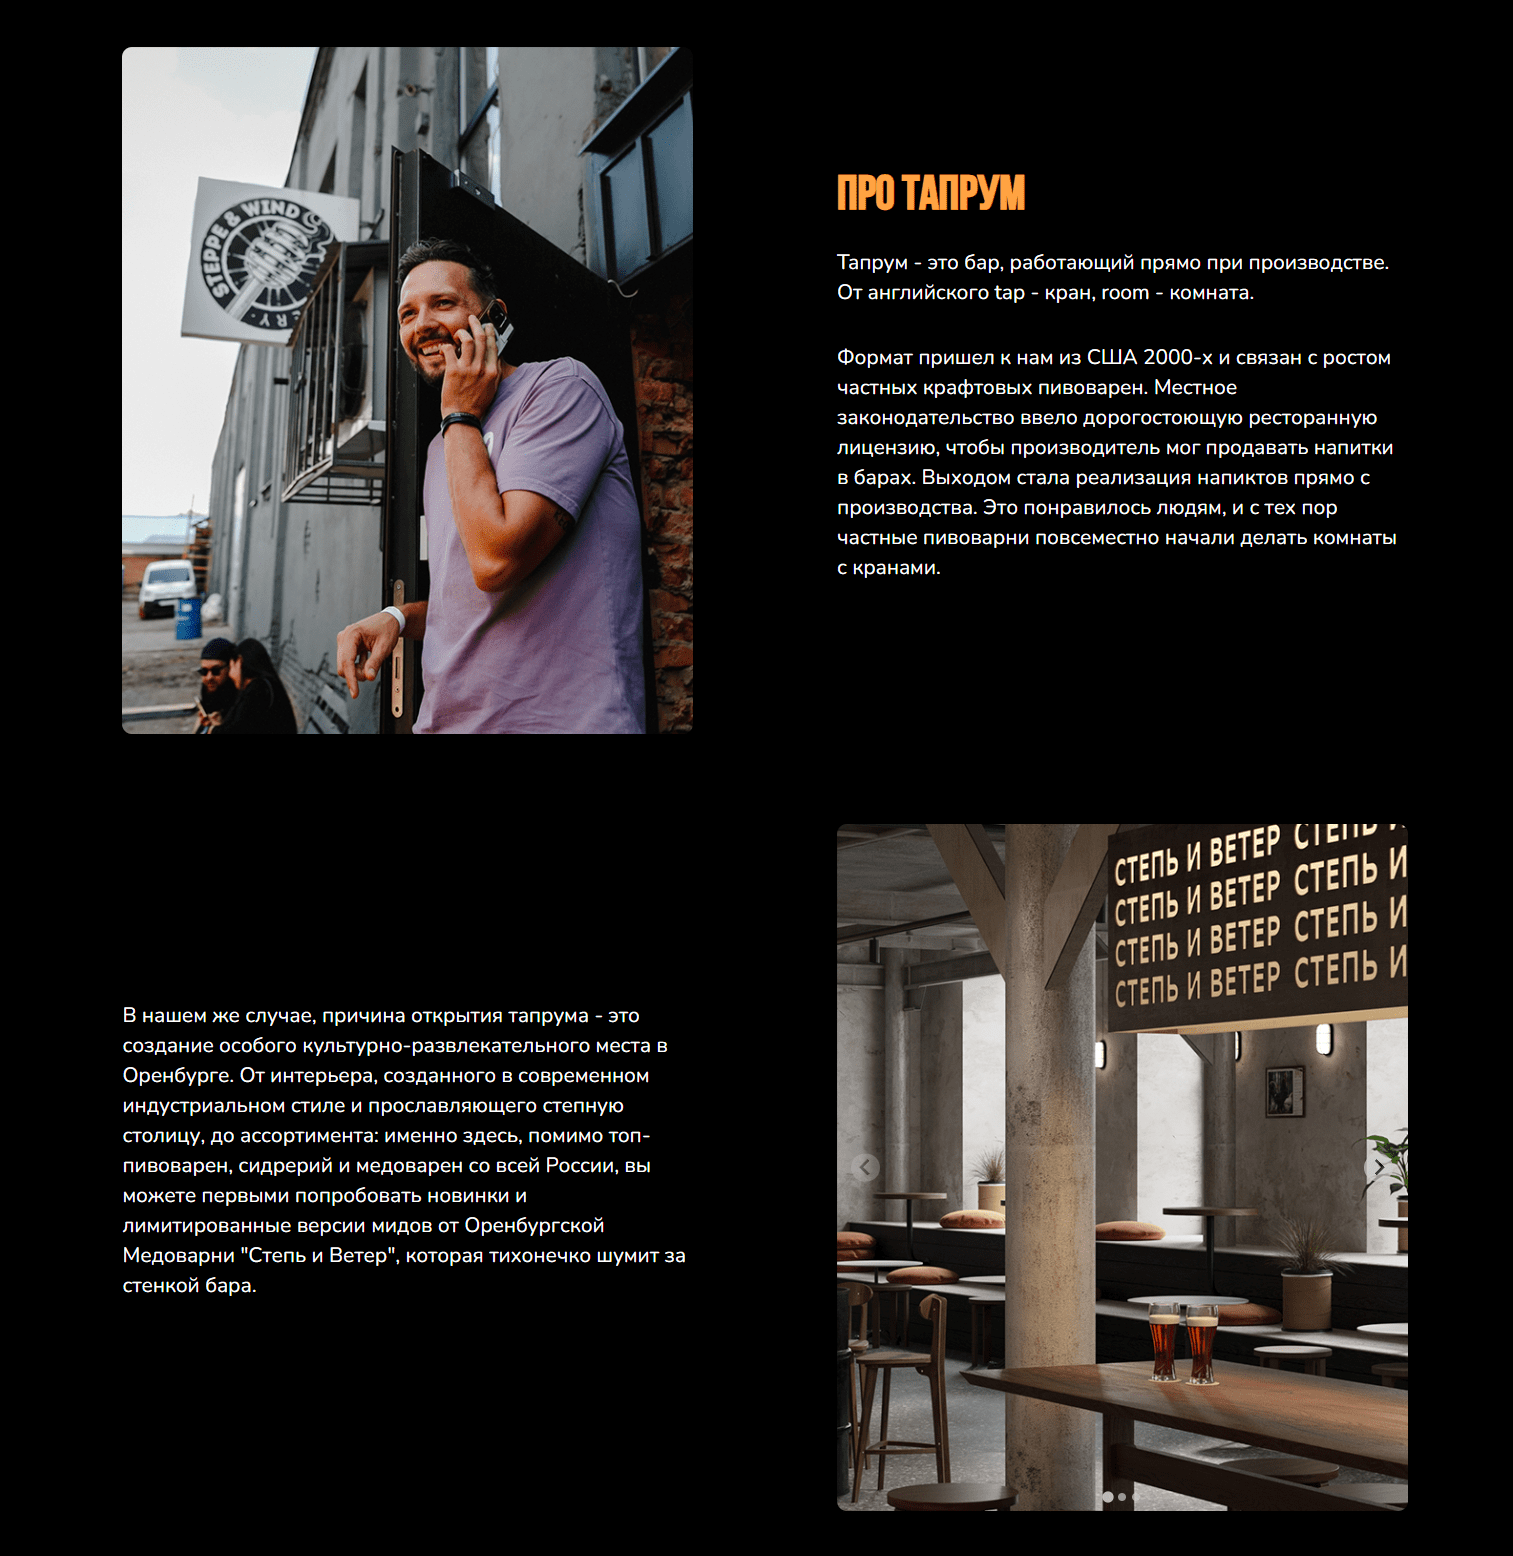 STEPPE & WIND
ПРО ТАПРУМ
Тапрум - это бар, работающий прямо при производстве.
От английского tap - кран, room - комната.
Формат пришел к нам из США 2000-х и связан с ростом
частных крафтовых пивоварен. Местное
законодательство ввело дорогостоющую ресторанную
лицензию, чтобы производитель мог продавать напитки
в барах. Выходом стала реализация напиктов прямо с
производства. Это понравилось людям, и с тех пор
частные пивоварни повсеместно начали делать комнаты
с кранами.
СТЕПЬ И ВЕТЕР СТЕПЬ И
СТЕПЬ И ВЕТЕР СТЕПЬ И
СТЕПЬ И ВЕТЕР СТЕПЬ И
СТЕПЬ И ВЕТЕР СТЕПЬ И
В нашем же случае, причина открытия тапрума - это
создание особого культурно-развлекательного места в
Оренбурге. От интерьера, созданного в современном
индустриальном стиле и прославляющего степную
столицу, до ассортимента: именно здесь, помимо топ-
пивоварен, сидрерий и медоварен со всей России, вы
можете первыми попробовать новинки и
лимитированные версии мидов от Оренбургской
Медоварни "Степь и Ветер", которая тихонечко шумит за
стенкой бара.